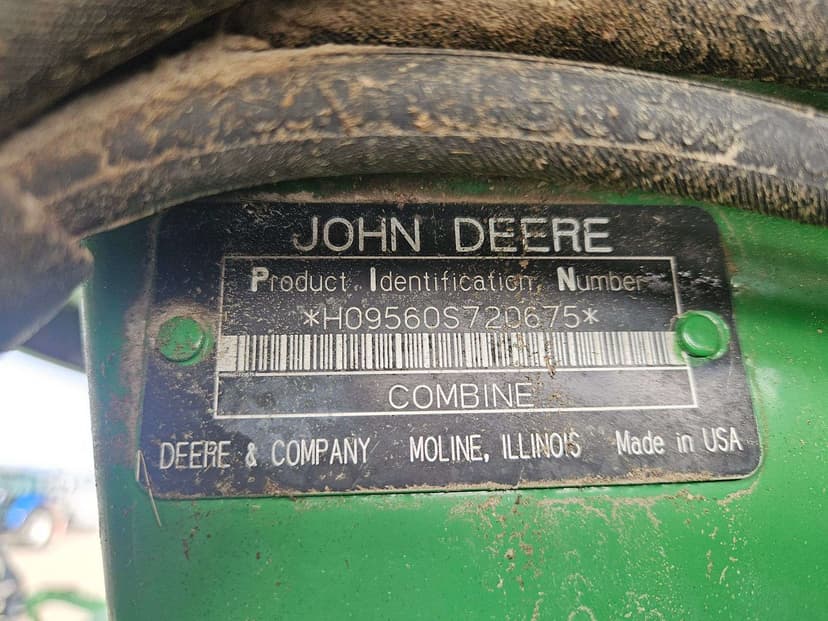 JOHN DEERE
Product Identification Number
*H09560S720675*
COMBINE
DEERE & COMPANY MOLINE, ILLINOIS Made in USA